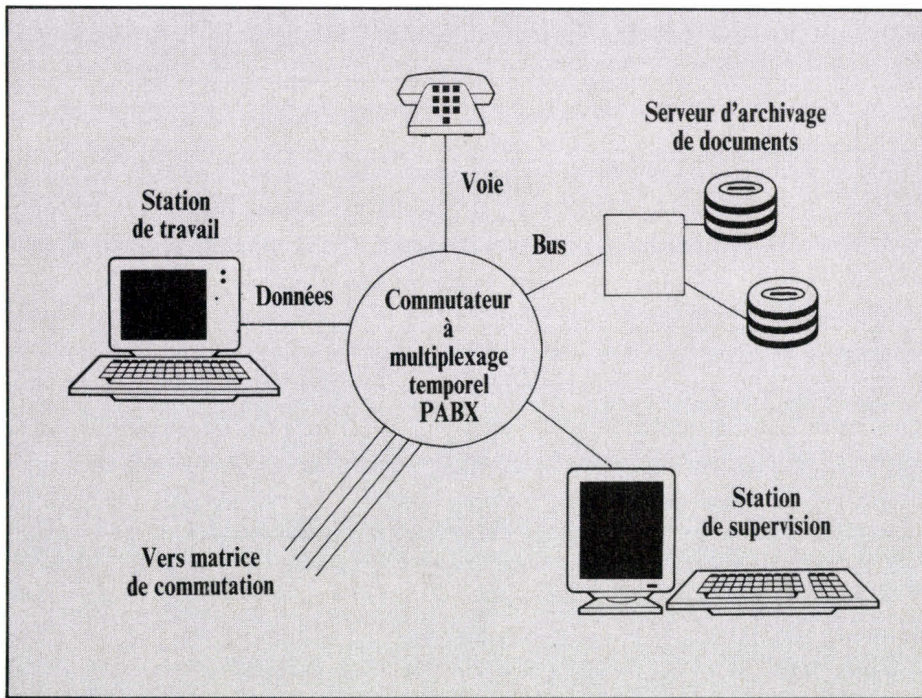 Serveur d'archivage
de documents
Voie
Station
de travail
Bus
Données
Commutateur
à
multiplexage
temporel
PABX
Station
de supervision
Vers matrice
de commutation